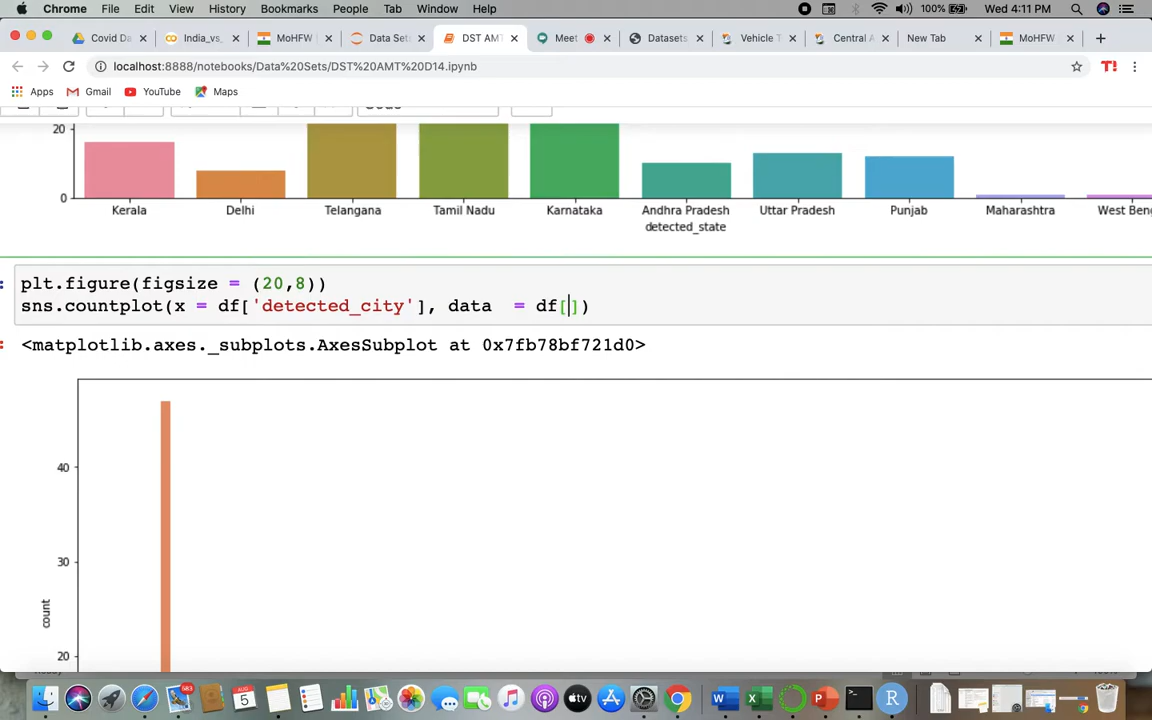 Chrome File Edit View History Bookmarks People Tab Window Help 100% Wed 4:11 PM
Covid Da India_vs_ MoHFW Data Set DST AMT Meet Datasets Vehicle T Central A New Tab MoHFW
localhost:8888/notebooks/Data%20Sets/DST%20AMT%20D14.ipynb
Apps Gmail YouTube Maps
20
0
Kerala Delhi Telangana Tamil Nadu Karnataka Andhra Pradesh Uttar Pradesh Punjab Maharashtra West Beng
detected_state
plt.figure(figsize = (20,8))
sns.countplot(x = df['detected_city'], data  = df[])
<matplotlib.axes._subplots.AxesSubplot at 0x7fb78bf721d0>
40
30
count
20
583
5
tv